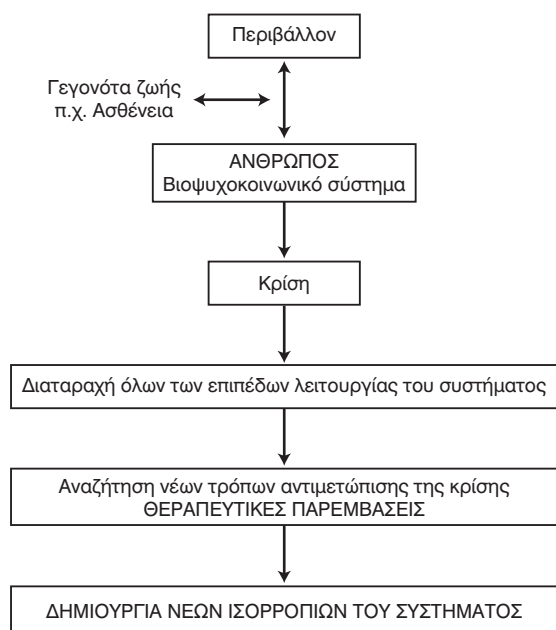 Περιβάλλον
Γεγονότα ζωής
π.χ. Ασθένεια
ΑΝΘΡΩΠΟΣ
Βιοψυχοκοινωνικό σύστημα
Κρίση
Διαταραχή όλων των επιπέδων λειτουργίας του συστήματος
Αναζήτηση νέων τρόπων αντιμετώπισης της κρίσης
ΘΕΡΑΠΕΥΤΙΚΕΣ ΠΑΡΕΜΒΑΣΕΙΣ
ΔΗΜΙΟΥΡΓΙΑ ΝΕΩΝ ΙΣΟΡΡΟΠΙΩΝ ΤΟΥ ΣΥΣΤΗΜΑΤΟΣ